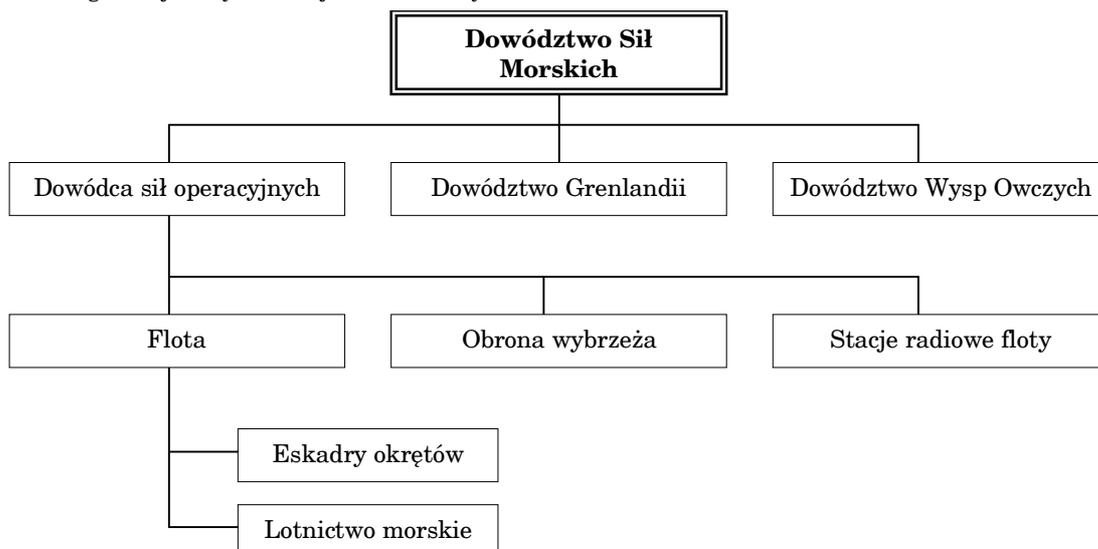 Dowództwo Sił
Morskich
Dowódca sił operacyjnych
Dowództwo Grenlandii
Dowództwo Wysp Owczych
Flota
Obrona wybrzeża
Stacje radiowe floty
Eskadry okrętów
Lotnictwo morskie